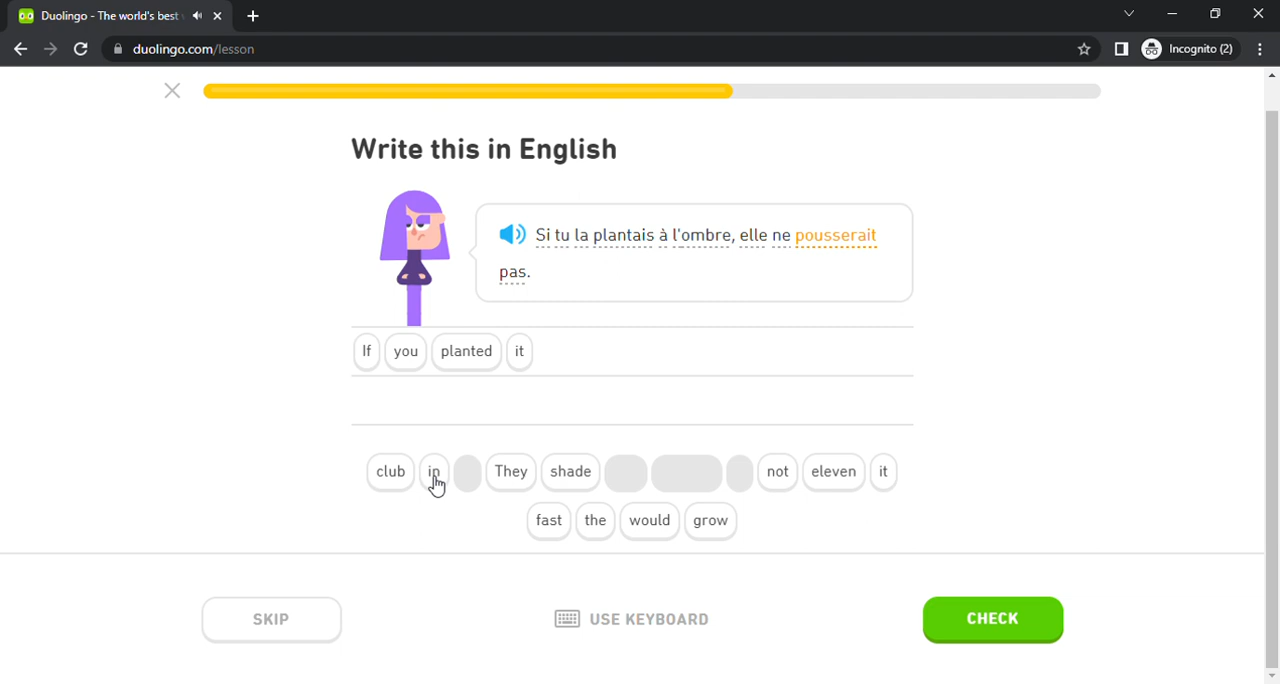 Duolingo - The world's best
duolingo.com/lesson
Incognito (2)
Write this in English
Si tu la plantais à l'ombre, elle ne pousserait
pas.
If you planted it
club in They shade not eleven it
fast the would grow
SKIP
USE KEYBOARD
CHECK